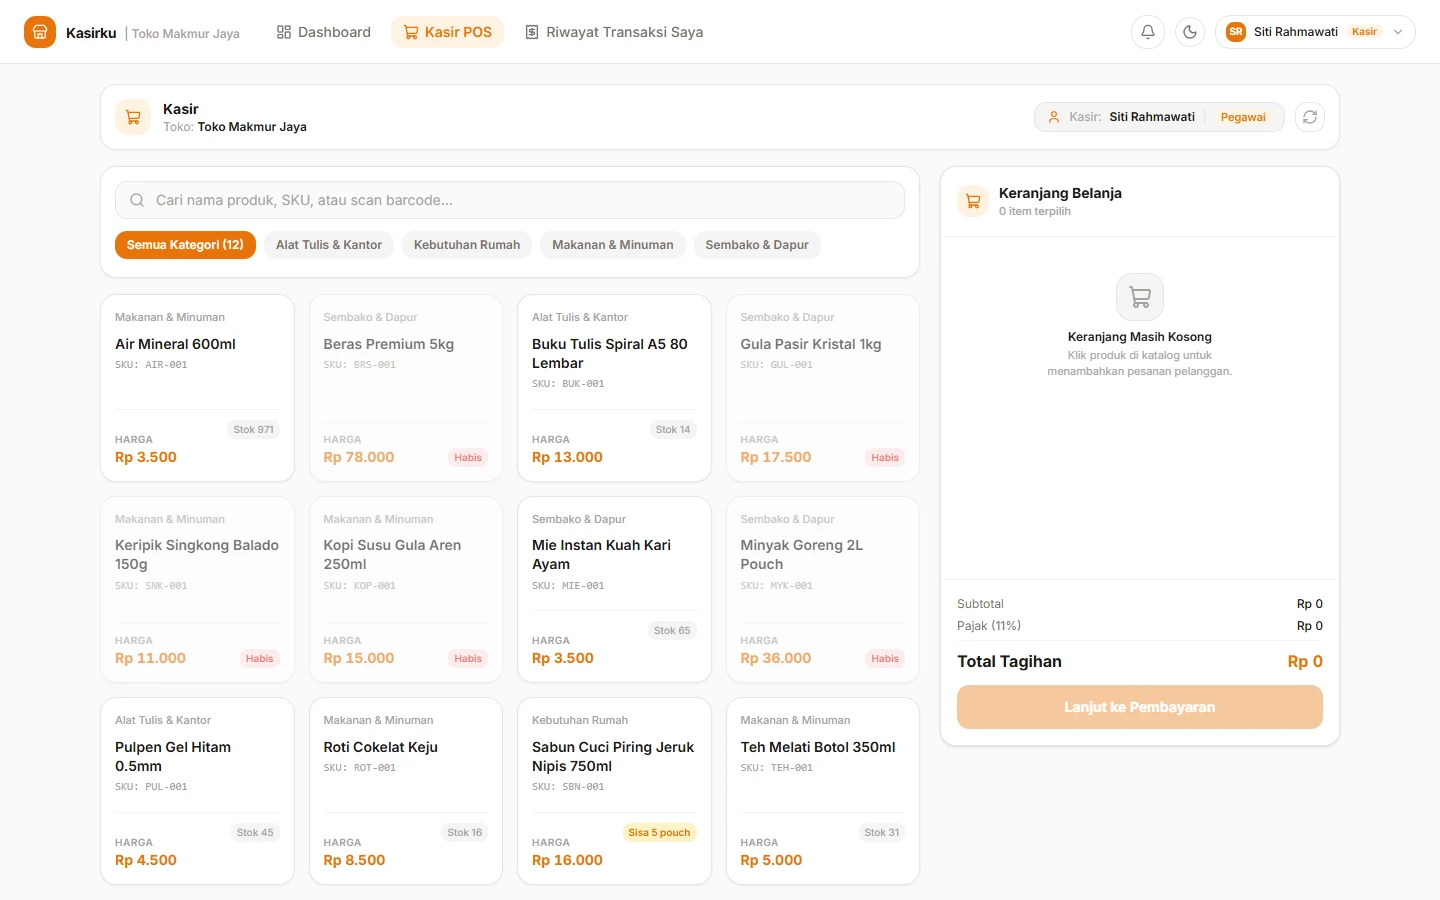 Kasirku | Toko Makmur Jaya
Dashboard
Kasir POS
Riwayat Transaksi Saya
SR Siti Rahmawati Kasir
Kasir
Toko: Toko Makmur Jaya
Kasir: Siti Rahmawati Pegawai
Cari nama produk, SKU, atau scan barcode...
Semua Kategori (12)
Alat Tulis & Kantor
Kebutuhan Rumah
Makanan & Minuman
Sembako & Dapur
Makanan & Minuman
Air Mineral 600ml
SKU: AIR-001
Stok 971
HARGA
Rp 3.500
Sembako & Dapur
Beras Premium 5kg
SKU: BRS-001
HARGA
Rp 78.000
Habis
Alat Tulis & Kantor
Buku Tulis Spiral A5 80
Lembar
SKU: BUK-001
Stok 14
HARGA
Rp 13.000
Sembako & Dapur
Gula Pasir Kristal 1kg
SKU: GUL-001
HARGA
Rp 17.500
Habis
Makanan & Minuman
Keripik Singkong Balado
150g
SKU: SNK-001
HARGA
Rp 11.000
Habis
Makanan & Minuman
Kopi Susu Gula Aren
250ml
SKU: KOP-001
HARGA
Rp 15.000
Habis
Sembako & Dapur
Mie Instan Kuah Kari
Ayam
SKU: MIE-001
Stok 65
HARGA
Rp 3.500
Sembako & Dapur
Minyak Goreng 2L
Pouch
SKU: MYK-001
HARGA
Rp 36.000
Habis
Alat Tulis & Kantor
Pulpen Gel Hitam
0.5mm
SKU: PUL-001
Stok 45
HARGA
Rp 4.500
Makanan & Minuman
Roti Cokelat Keju
SKU: ROT-001
Stok 16
HARGA
Rp 8.500
Kebutuhan Rumah
Sabun Cuci Piring Jeruk
Nipis 750ml
SKU: SBN-001
Sisa 5 pouch
HARGA
Rp 16.000
Makanan & Minuman
Teh Melati Botol 350ml
SKU: TEH-001
Stok 31
HARGA
Rp 5.000
Keranjang Belanja
0 item terpilih
Keranjang Masih Kosong
Klik produk di katalog untuk
menambahkan pesanan pelanggan.
Subtotal Rp 0
Pajak (11%) Rp 0
Total Tagihan Rp 0
Lanjut ke Pembayaran